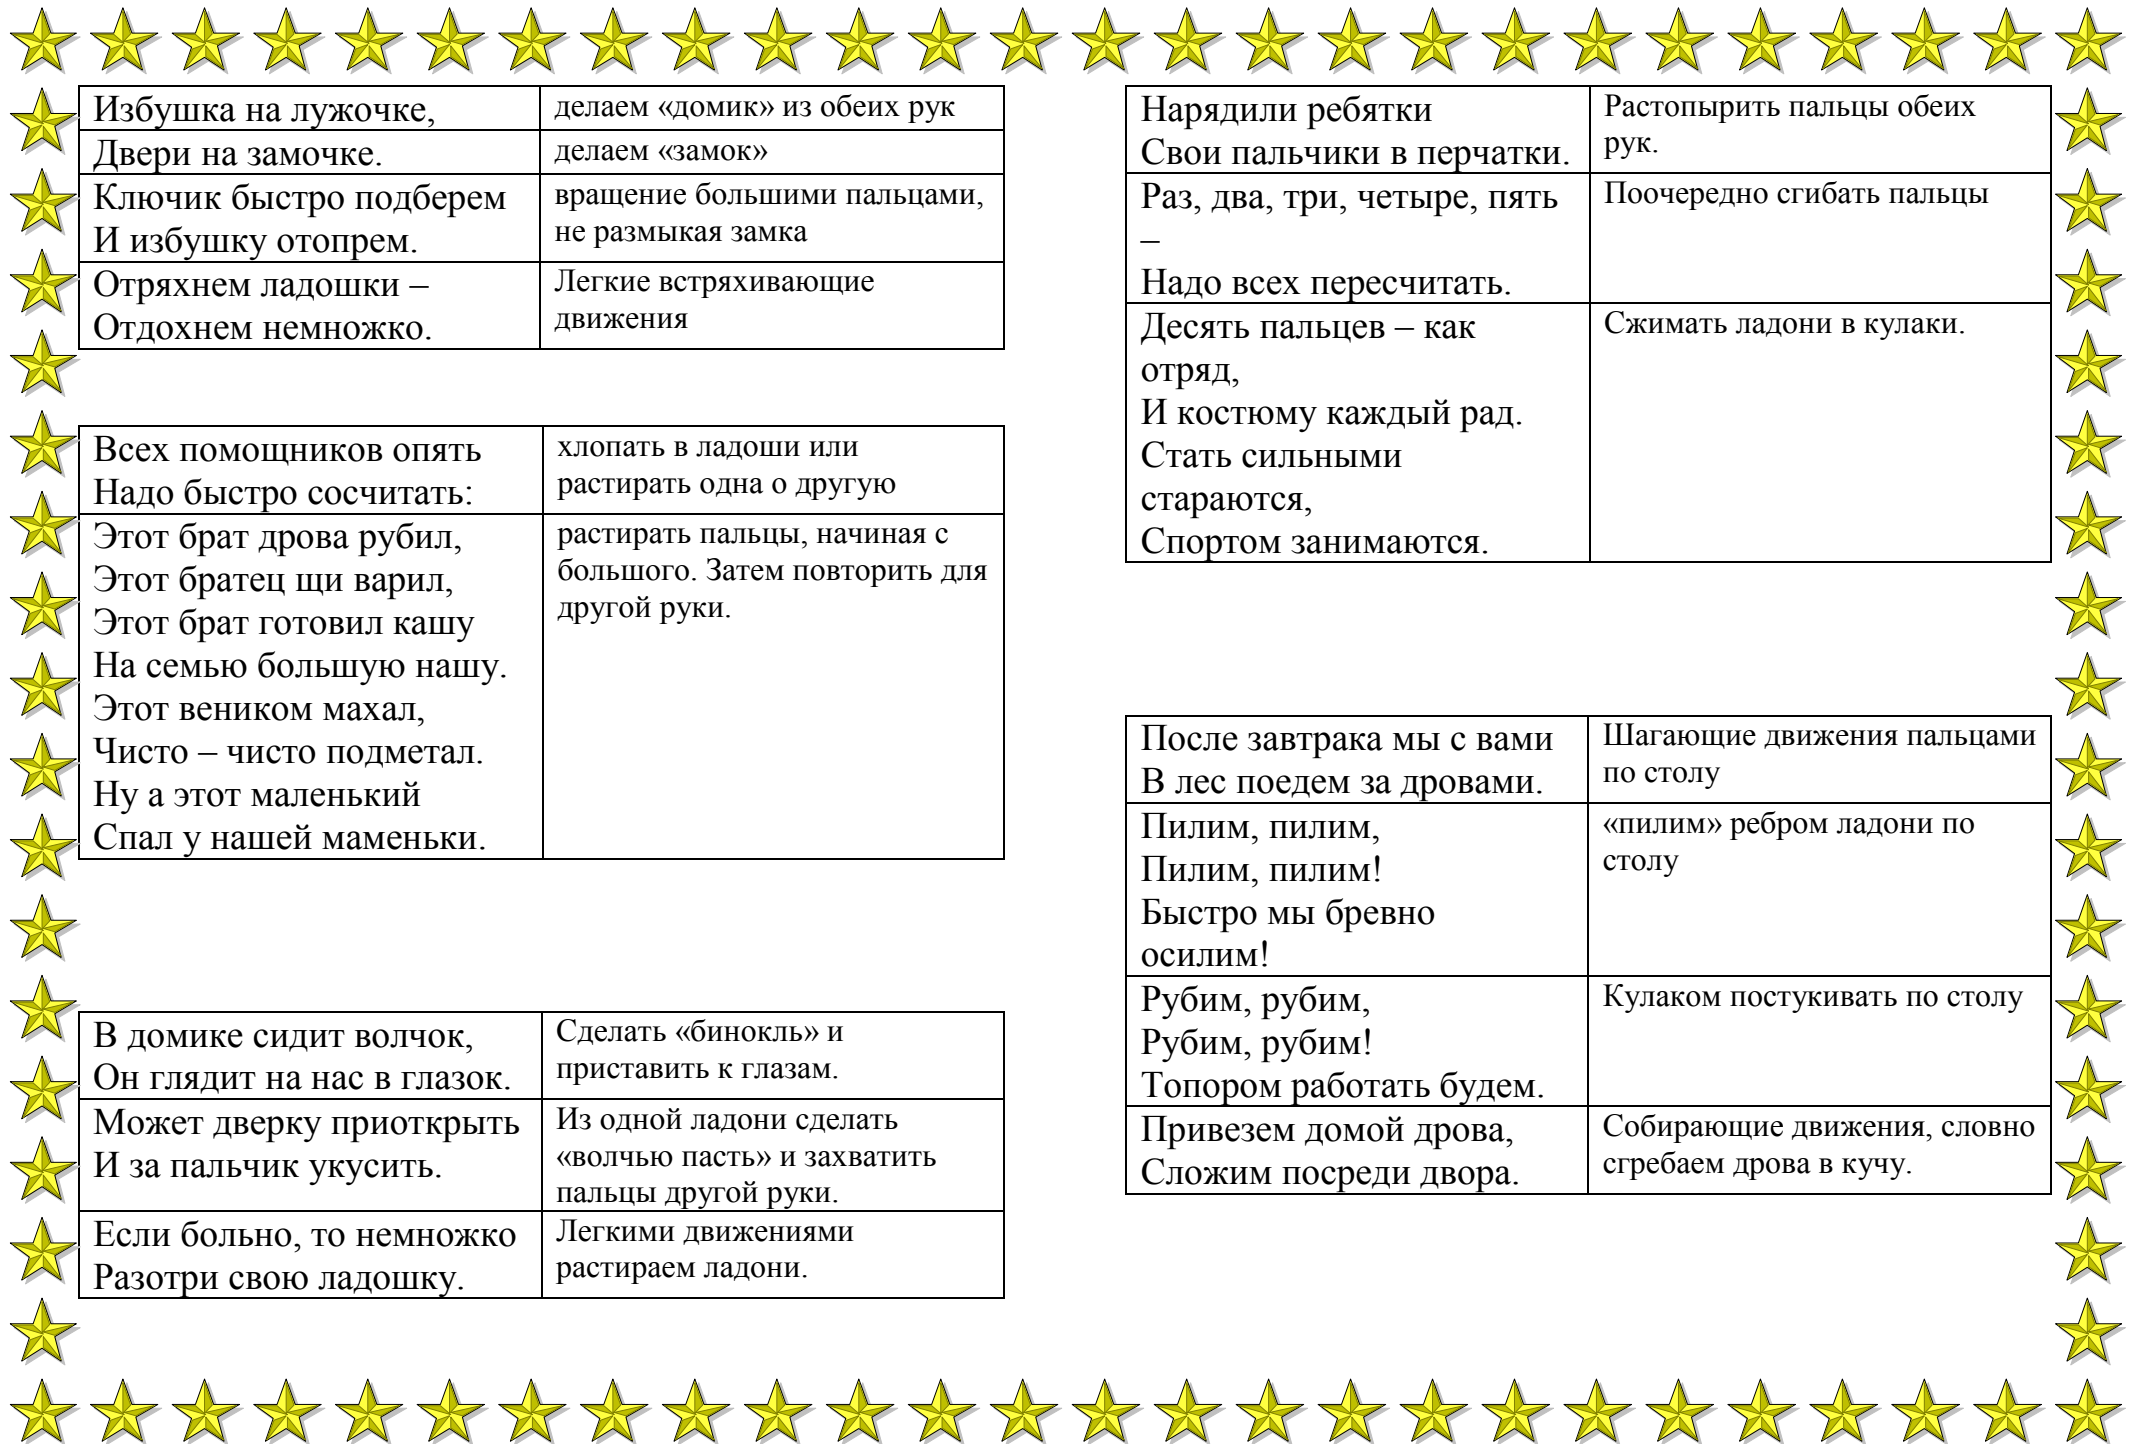 Избушка на лужочке,
делаем «домик» из обеих рук
Двери на замочке.
делаем «замок»
Ключик быстро подберем
И избушку отопрем.
вращение большими пальцами,
не размыкая замка
Отряхнем ладошки –
Отдохнем немножко.
Легкие встряхивающие
движения
Всех помощников опять
Надо быстро сосчитать:
хлопать в ладоши или
растирать одна о другую
Этот брат дрова рубил,
Этот братец щи варил,
Этот брат готовил кашу
На семью большую нашу.
Этот веником махал,
Чисто – чисто подметал.
Ну а этот маленький
Спал у нашей маменьки.
растирать пальцы, начиная с
большого. Затем повторить для
другой руки.
В домике сидит волчок,
Он глядит на нас в глазок.
Сделать «бинокль» и
приставить к глазам.
Может дверку приоткрыть
И за пальчик укусить.
Из одной ладони сделать
«волчью пасть» и захватить
пальцы другой руки.
Если больно, то немножко
Разотри свою ладошку.
Легкими движениями
растираем ладони.
Нарядили ребятки
Свои пальчики в перчатки.
Растопырить пальцы обеих
рук.
Раз, два, три, четыре, пять
–
Надо всех пересчитать.
Поочередно сгибать пальцы
Десять пальцев – как
отряд,
И костюму каждый рад.
Стать сильными
стараются,
Спортом занимаются.
Сжимать ладони в кулаки.
После завтрака мы с вами
В лес поедем за дровами.
Шагающие движения пальцами
по столу
Пилим, пилим,
Пилим, пилим!
Быстро мы бревно
осилим!
«пилим» ребром ладони по
столу
Рубим, рубим,
Рубим, рубим!
Топором работать будем.
Кулаком постукивать по столу
Привезем домой дрова,
Сложим посреди двора.
Собирающие движения, словно
сгребаем дрова в кучу.